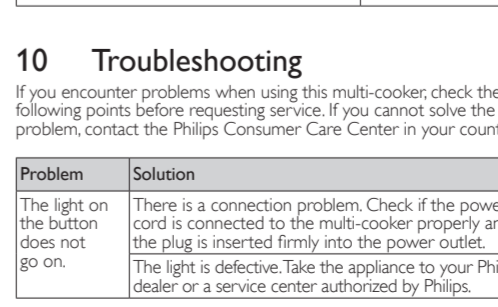 10 Troubleshooting
If you encounter problems when using this multi-cooker, check the
following points before requesting service. If you cannot solve the
problem, contact the Philips Consumer Care Center in your
Problem Solution
The light on
the button
does not
go on.
There is a connection problem. Check if the
cord is connected to the multi-cooker properly
the plug is inserted firmly into the power outlet.
The light is defective. Take the appliance to your
dealer or a service center authorized by Philips.